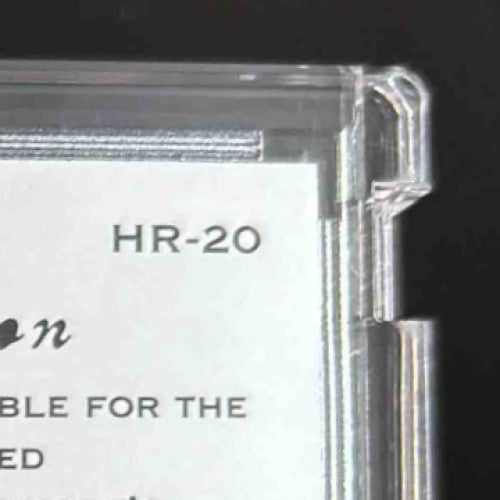 HR-20
on
BLE FOR THE
ED